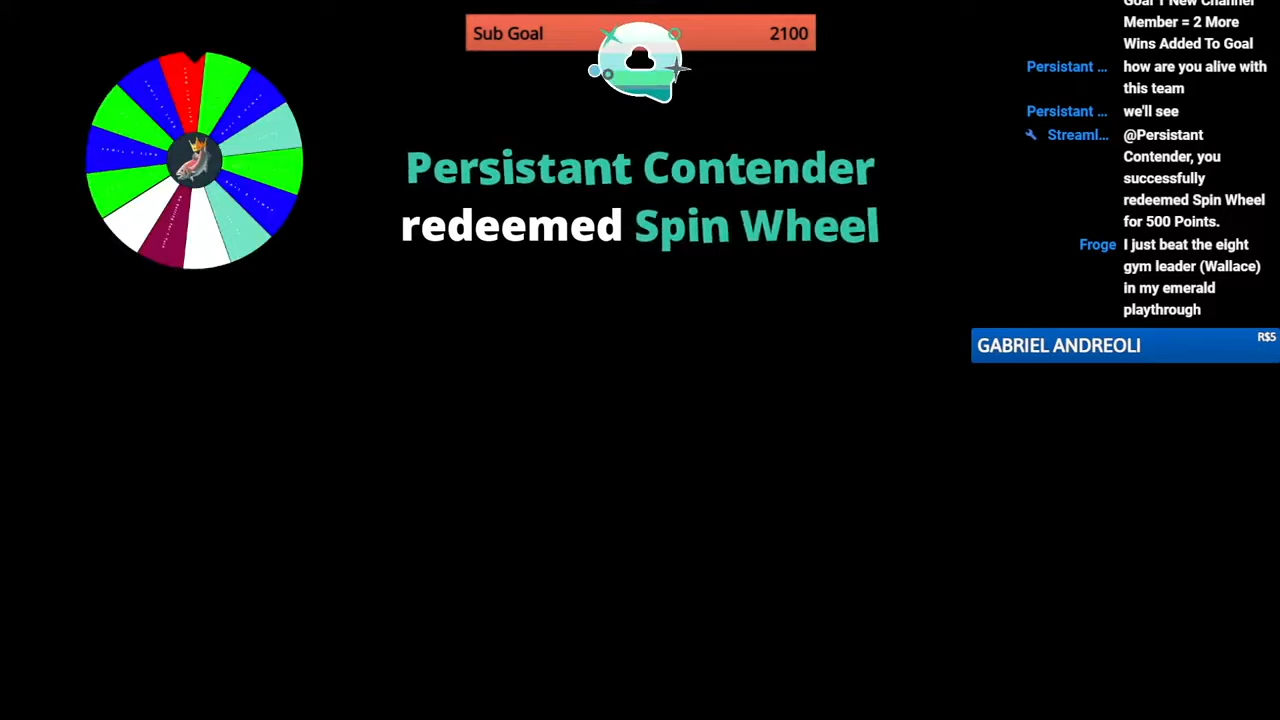 Sub Goal 2100
Persistant Contender
redeemed Spin Wheel
Goal 1 New Channel
Member = 2 More
Wins Added To Goal
Persistant ... how are you alive with
this team
Persistant ... we'll see
Streaml... @Persistant
Contender, you
successfully
redeemed Spin Wheel
for 500 Points.
Froge I just beat the eight
gym leader (Wallace)
in my emerald
playthrough
GABRIEL ANDREOLI R$5